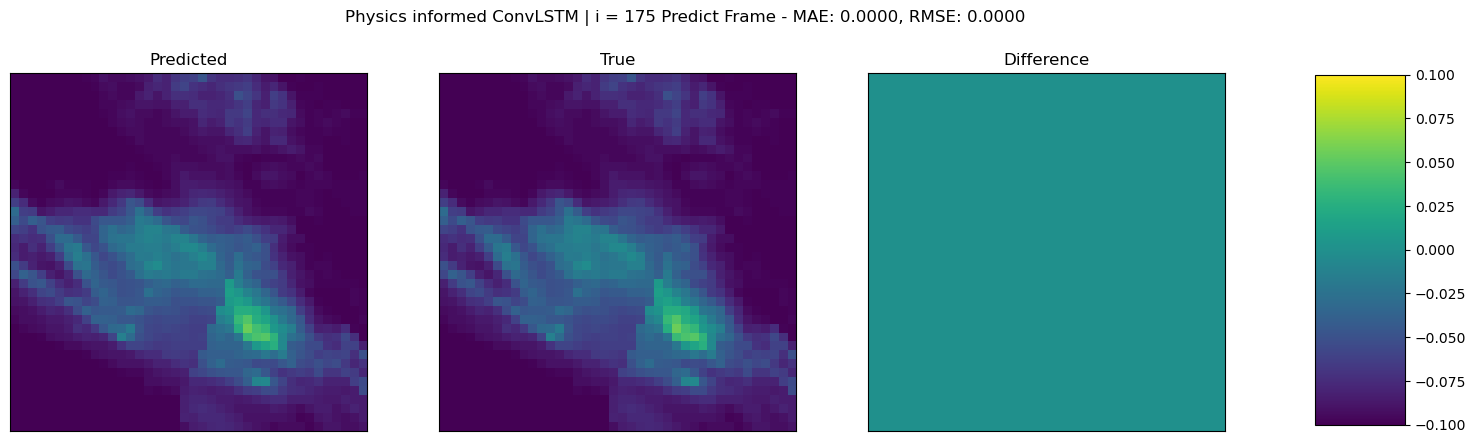 Physics informed ConvLSTM | i = 175 Predict Frame - MAE: 0.0000, RMSE: 0.0000
Predicted
True
Difference
0.100
0.075
0.050
0.025
0.000
−0.025
−0.050
−0.075
−0.100